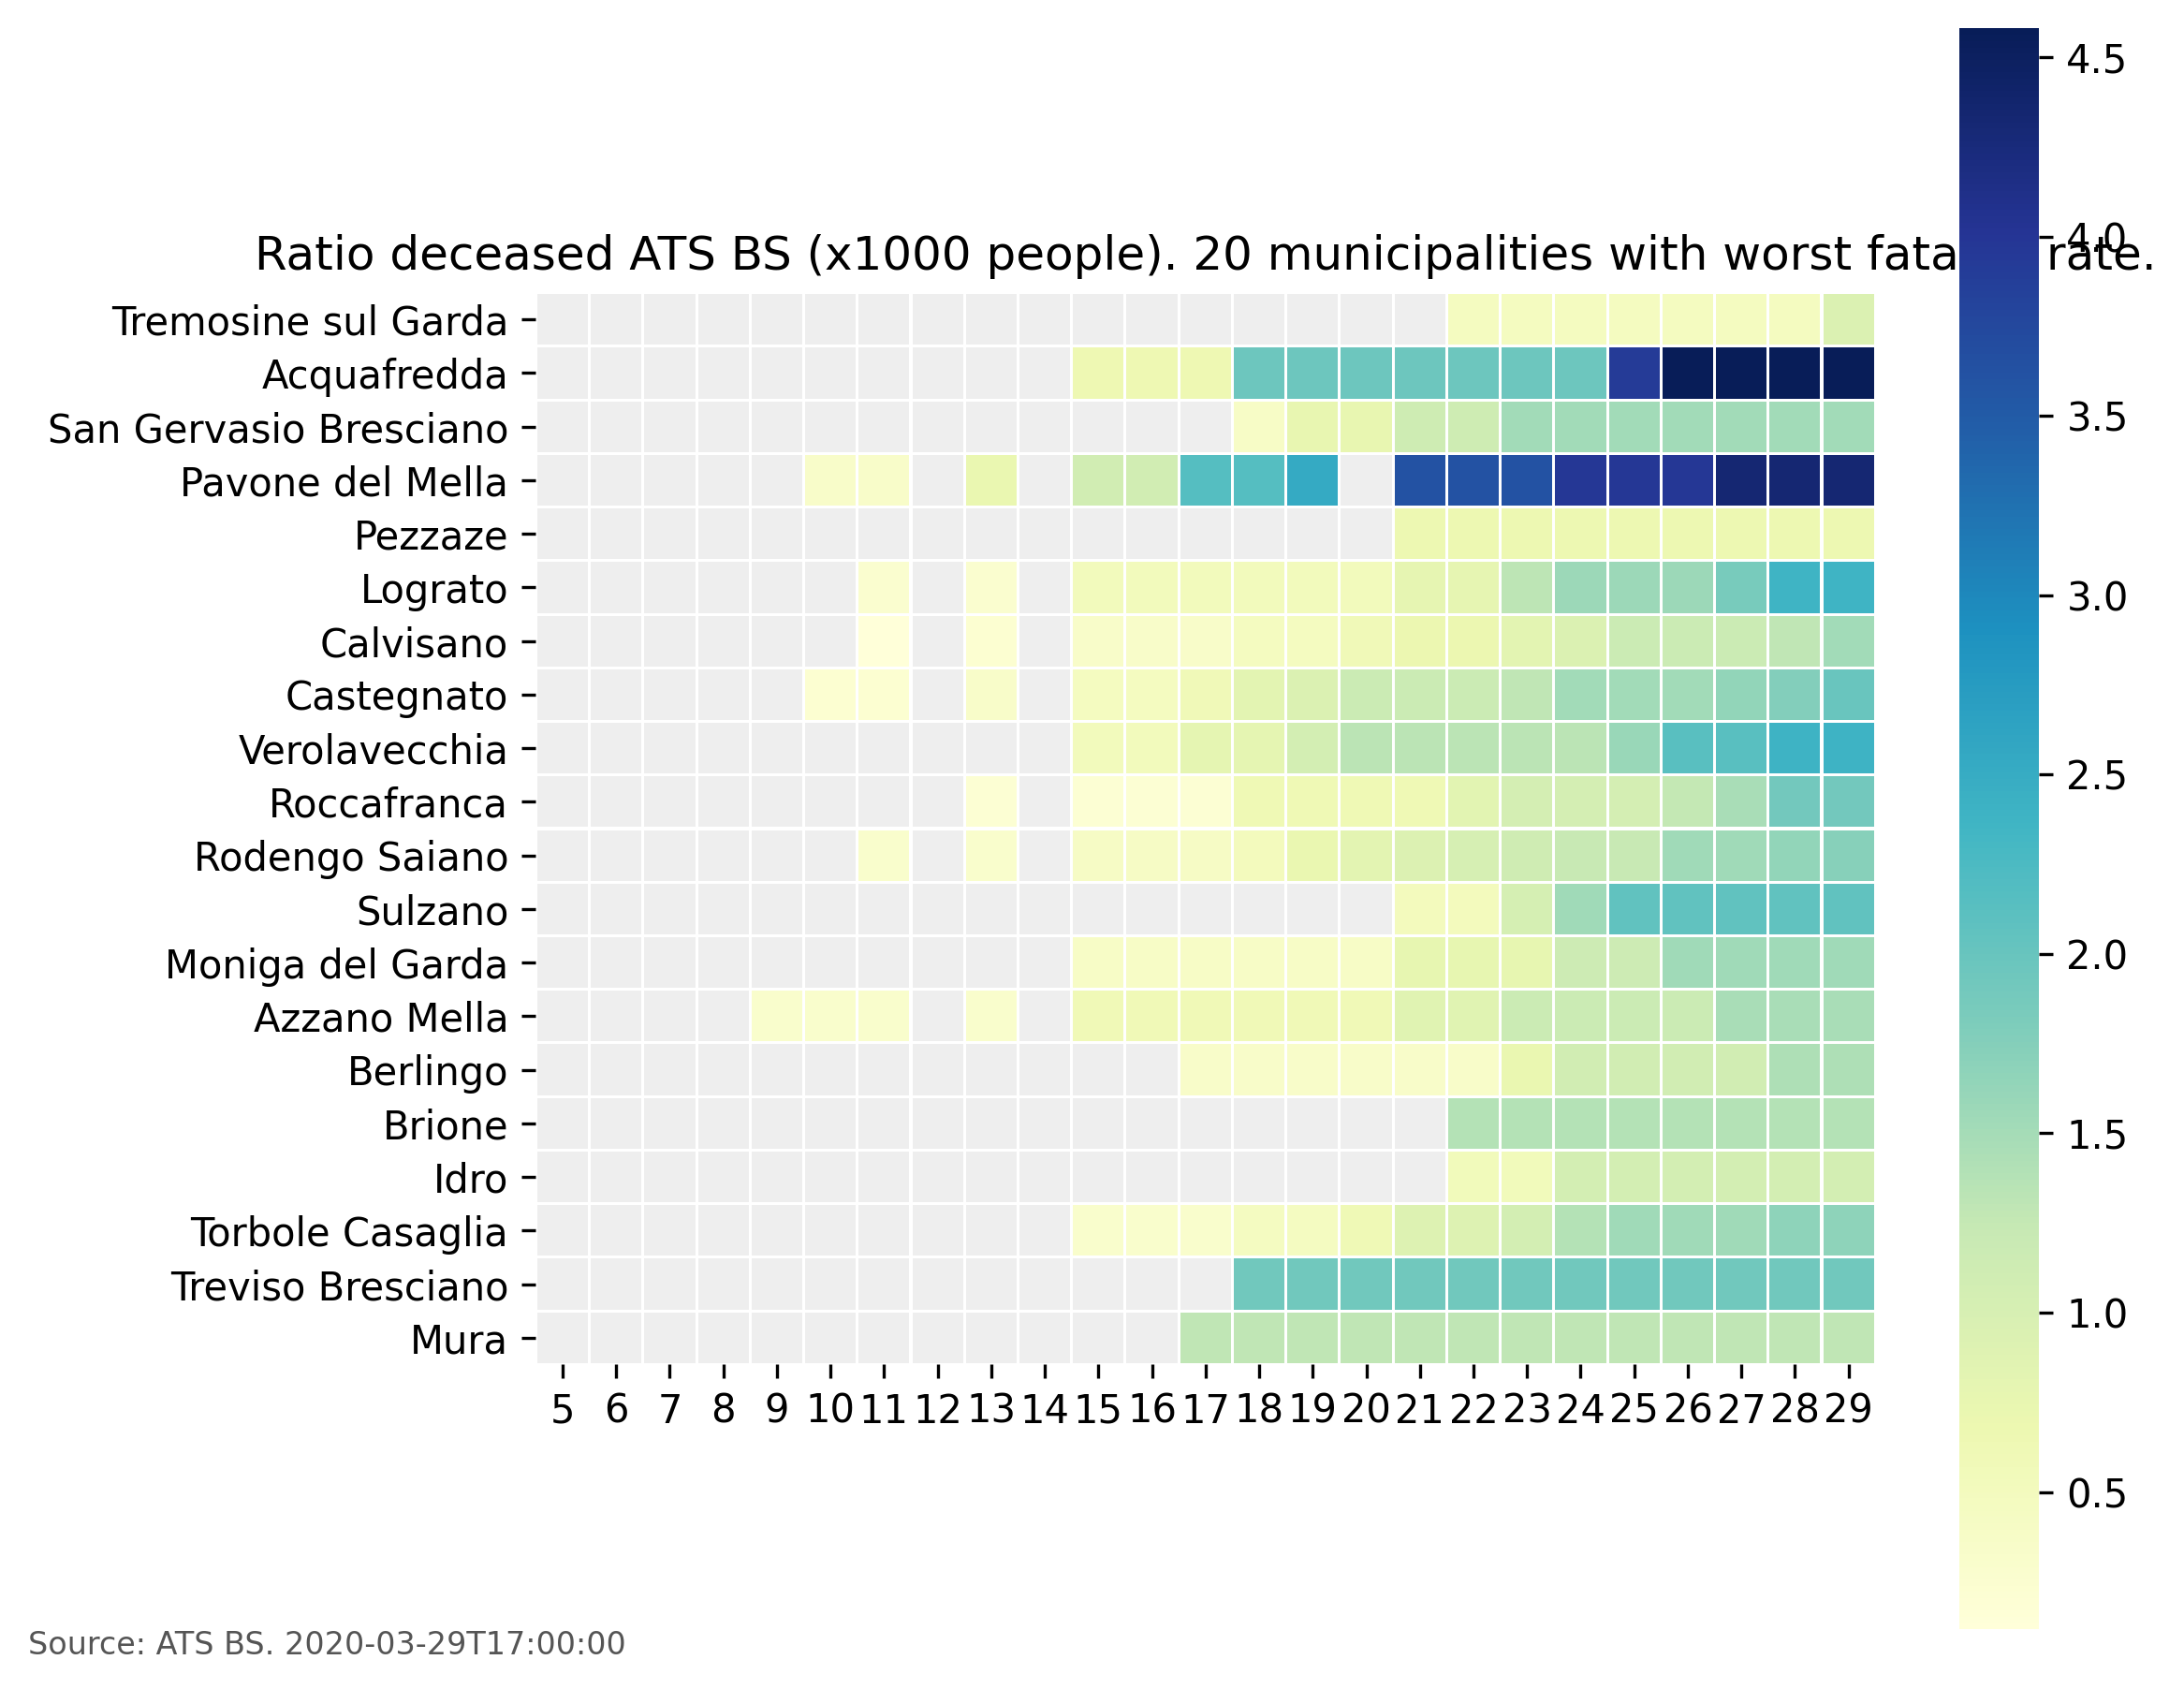 Ratio deceased ATS BS (x1000 people). 20 municipalities with worst rate.
Tremosine sul Garda
Acquafredda
San Gervasio Bresciano
Pavone del Mella
Pezzaze
Lograto
Calvisano
Castegnato
Verolavecchia
Roccafranca
Rodengo Saiano
Sulzano
Moniga del Garda
Azzano Mella
Berlingo
Brione
Idro
Torbole Casaglia
Treviso Bresciano
Mura
5 6 7 8 9 10 11 12 13 14 15 16 17 18 19 20 21 22 23 24 25 26 27 28 29
4.5
4.0
3.5
3.0
2.5
2.0
1.5
1.0
0.5
Source: ATS BS. 2020-03-29T17:00:00